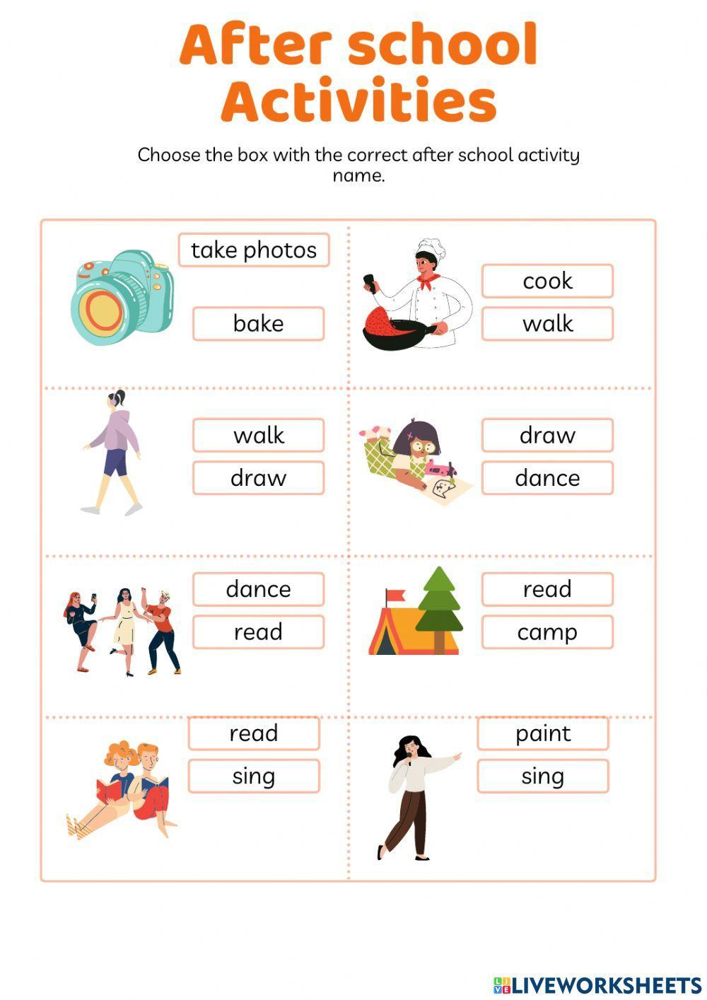 After school
Activities
Choose the box with the correct after school activity
name.
take photos
bake
cook
walk
walk
draw
draw
dance
dance
read
read
camp
read
sing
paint
sing
LIVE LIVEWORKSHEETS